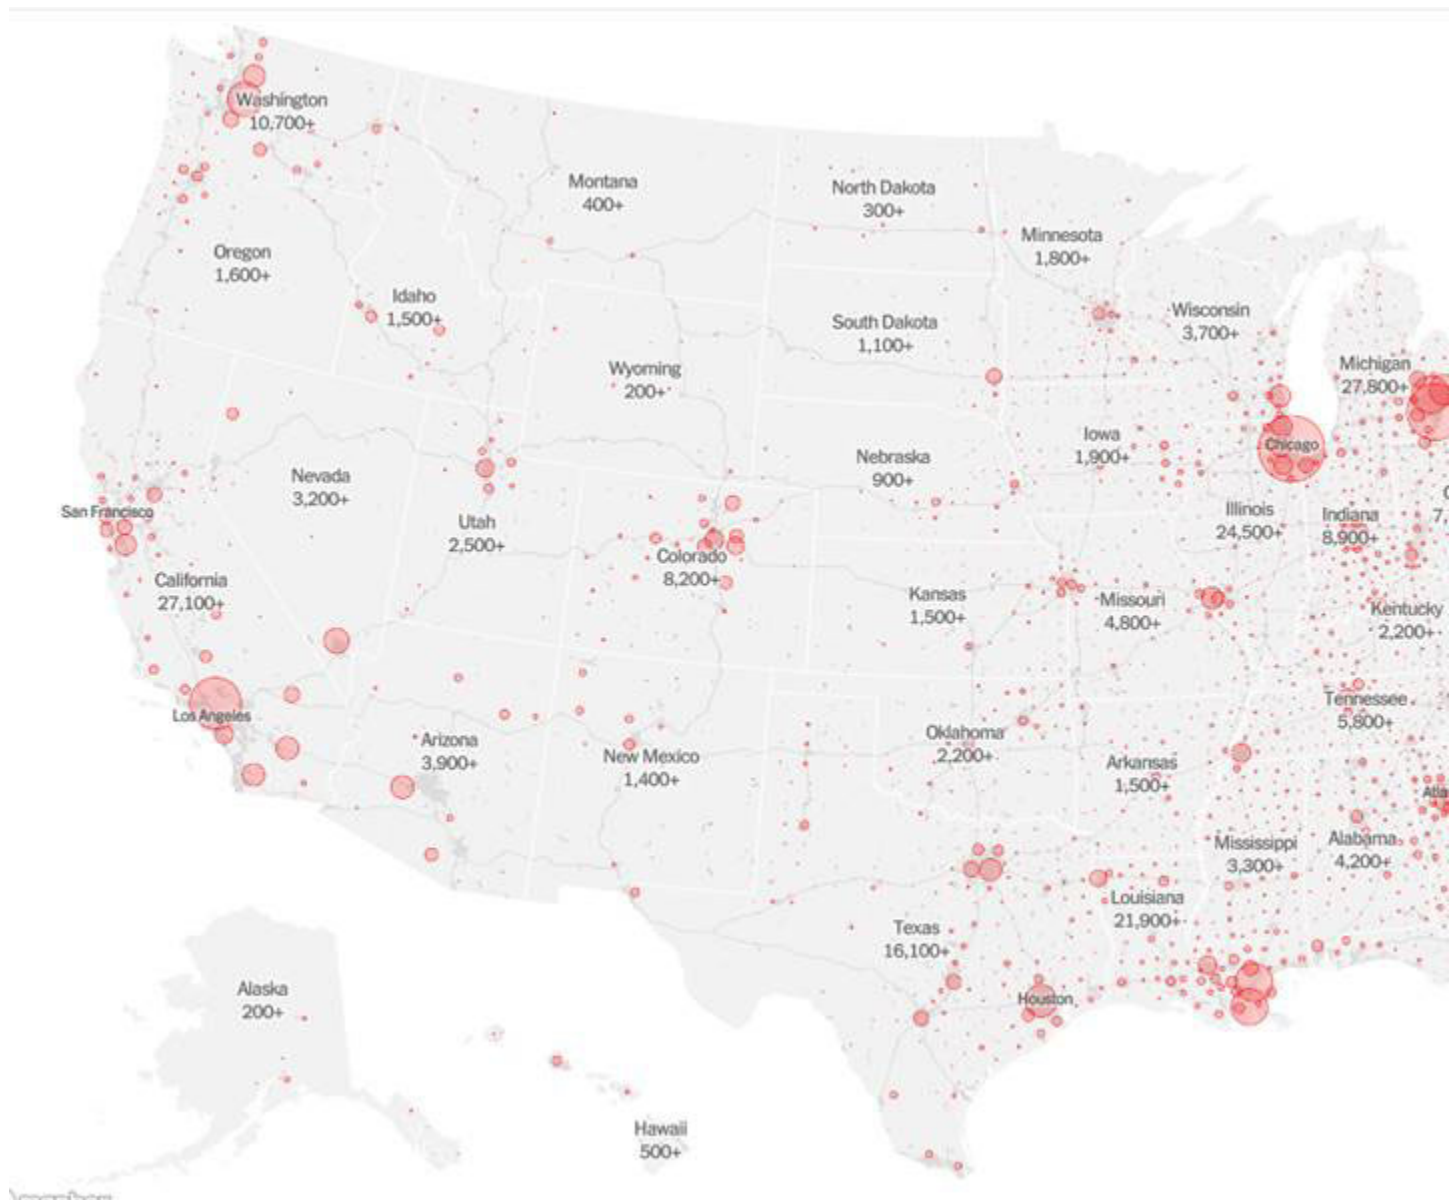 Washington
10,700+
Montana
400+
North Dakota
300+
Minnesota
1,800+
Oregon
1,600+
Idaho
1,500+
Wisconsin
3,700+
South Dakota
1,100+
Michigan
27,800+
Wyoming
200+
Iowa
1,900+
Chicago
Nebraska
900+
Nevada
3,200+
San Francisco
Utah
2,500+
Illinois
24,500+
Indiana
8,900+
7,
Colorado
8,200+
California
27,100+
Kansas
1,500+
Missouri
4,800+
Kentucky
2,200+
Tennessee
5,800+
Los Angeles
Arizona
3,900+
New Mexico
1,400+
Oklahoma
2,200+
Arkansas
1,500+
Atla
Mississippi
3,300+
Alabama
4,200+
Louisiana
21,900+
Texas
16,100+
Houston
Alaska
200+
Hawaii
500+